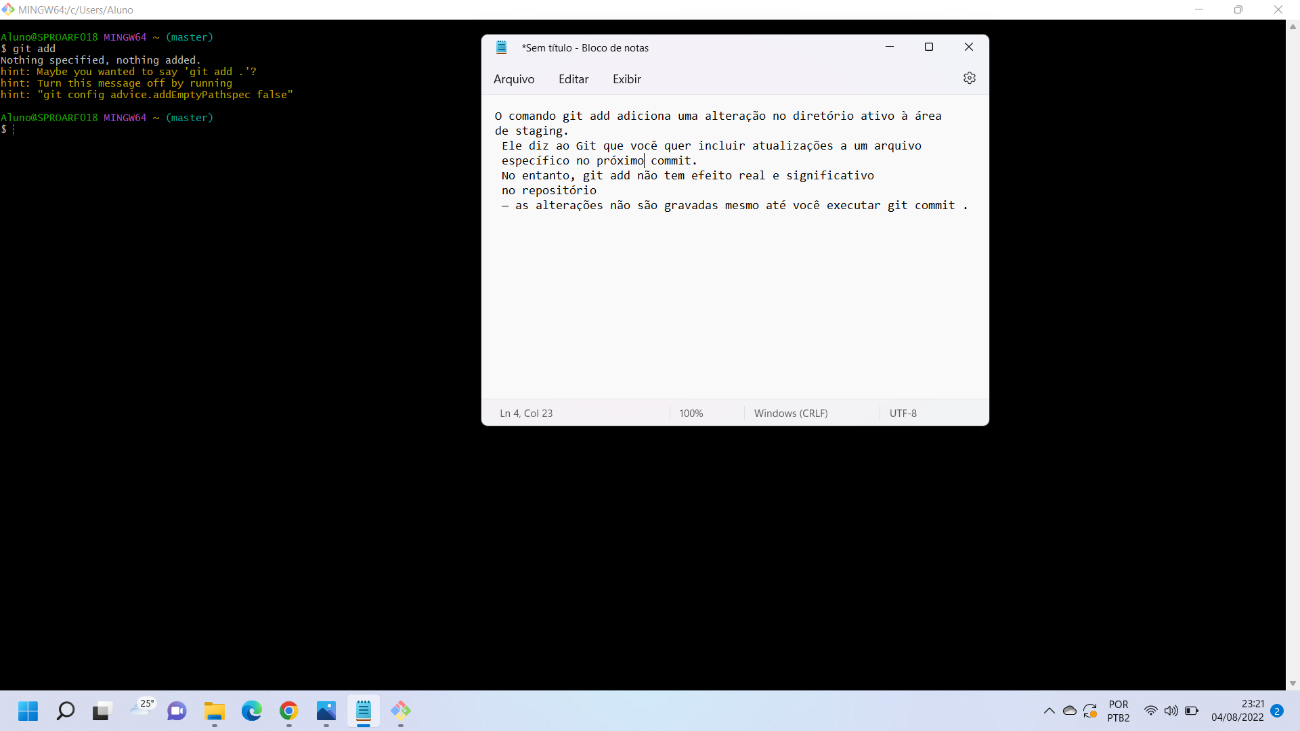 MINGW64:/c/Users/Aluno
Aluno@SPROARF018 MINGW64 ~ (master)
$ git add
Nothing specified, nothing added.
hint: Maybe you wanted to say 'git add .'?
hint: Turn this message off by running
hint: "git config advice.addEmptyPathspec false"
Aluno@SPROARF018 MINGW64 ~ (master)
$
*Sem título - Bloco de notas
Arquivo Editar Exibir
O comando git add adiciona uma alteração no diretório ativo à área
de staging.
Ele diz ao Git que você quer incluir atualizações a um arquivo
específico no próximo commit.
No entanto, git add não tem efeito real e significativo
no repositório
— as alterações não são gravadas mesmo até você executar git commit .
Ln 4, Col 23 100% Windows (CRLF) UTF-8
25°
POR
PTB2
23:21
04/08/2022
2